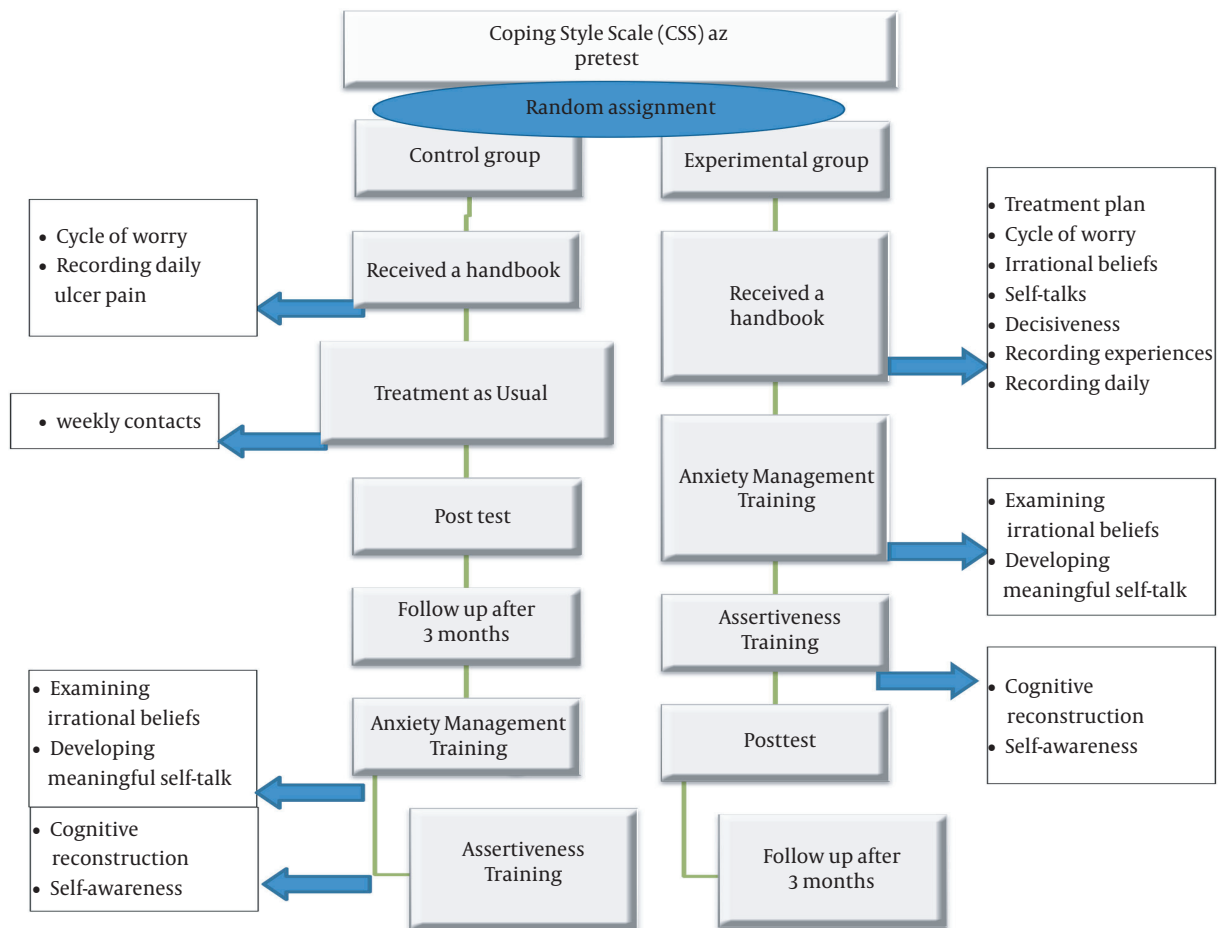 Coping Style Scale (CSS) az
pretest
Random assignment
Control group
Experimental group
• Cycle of worry
• Recording daily
ulcer pain
Received a handbook
Received a
handbook
• Treatment plan
• Cycle of worry
• Irrational beliefs
• Self-talks
• Decisiveness
• Recording experiences
• Recording daily
• weekly contacts
Treatment as Usual
Anxiety Management
Training
• Examining
irrational beliefs
• Developing
meaningful self-talk
Post test
Follow up after
3 months
Assertiveness
Training
• Cognitive
reconstruction
• Self-awareness
• Examining
irrational beliefs
• Developing
meaningful self-talk
Anxiety Management
Training
Posttest
• Cognitive
reconstruction
• Self-awareness
Assertiveness
Training
Follow up after
3 months